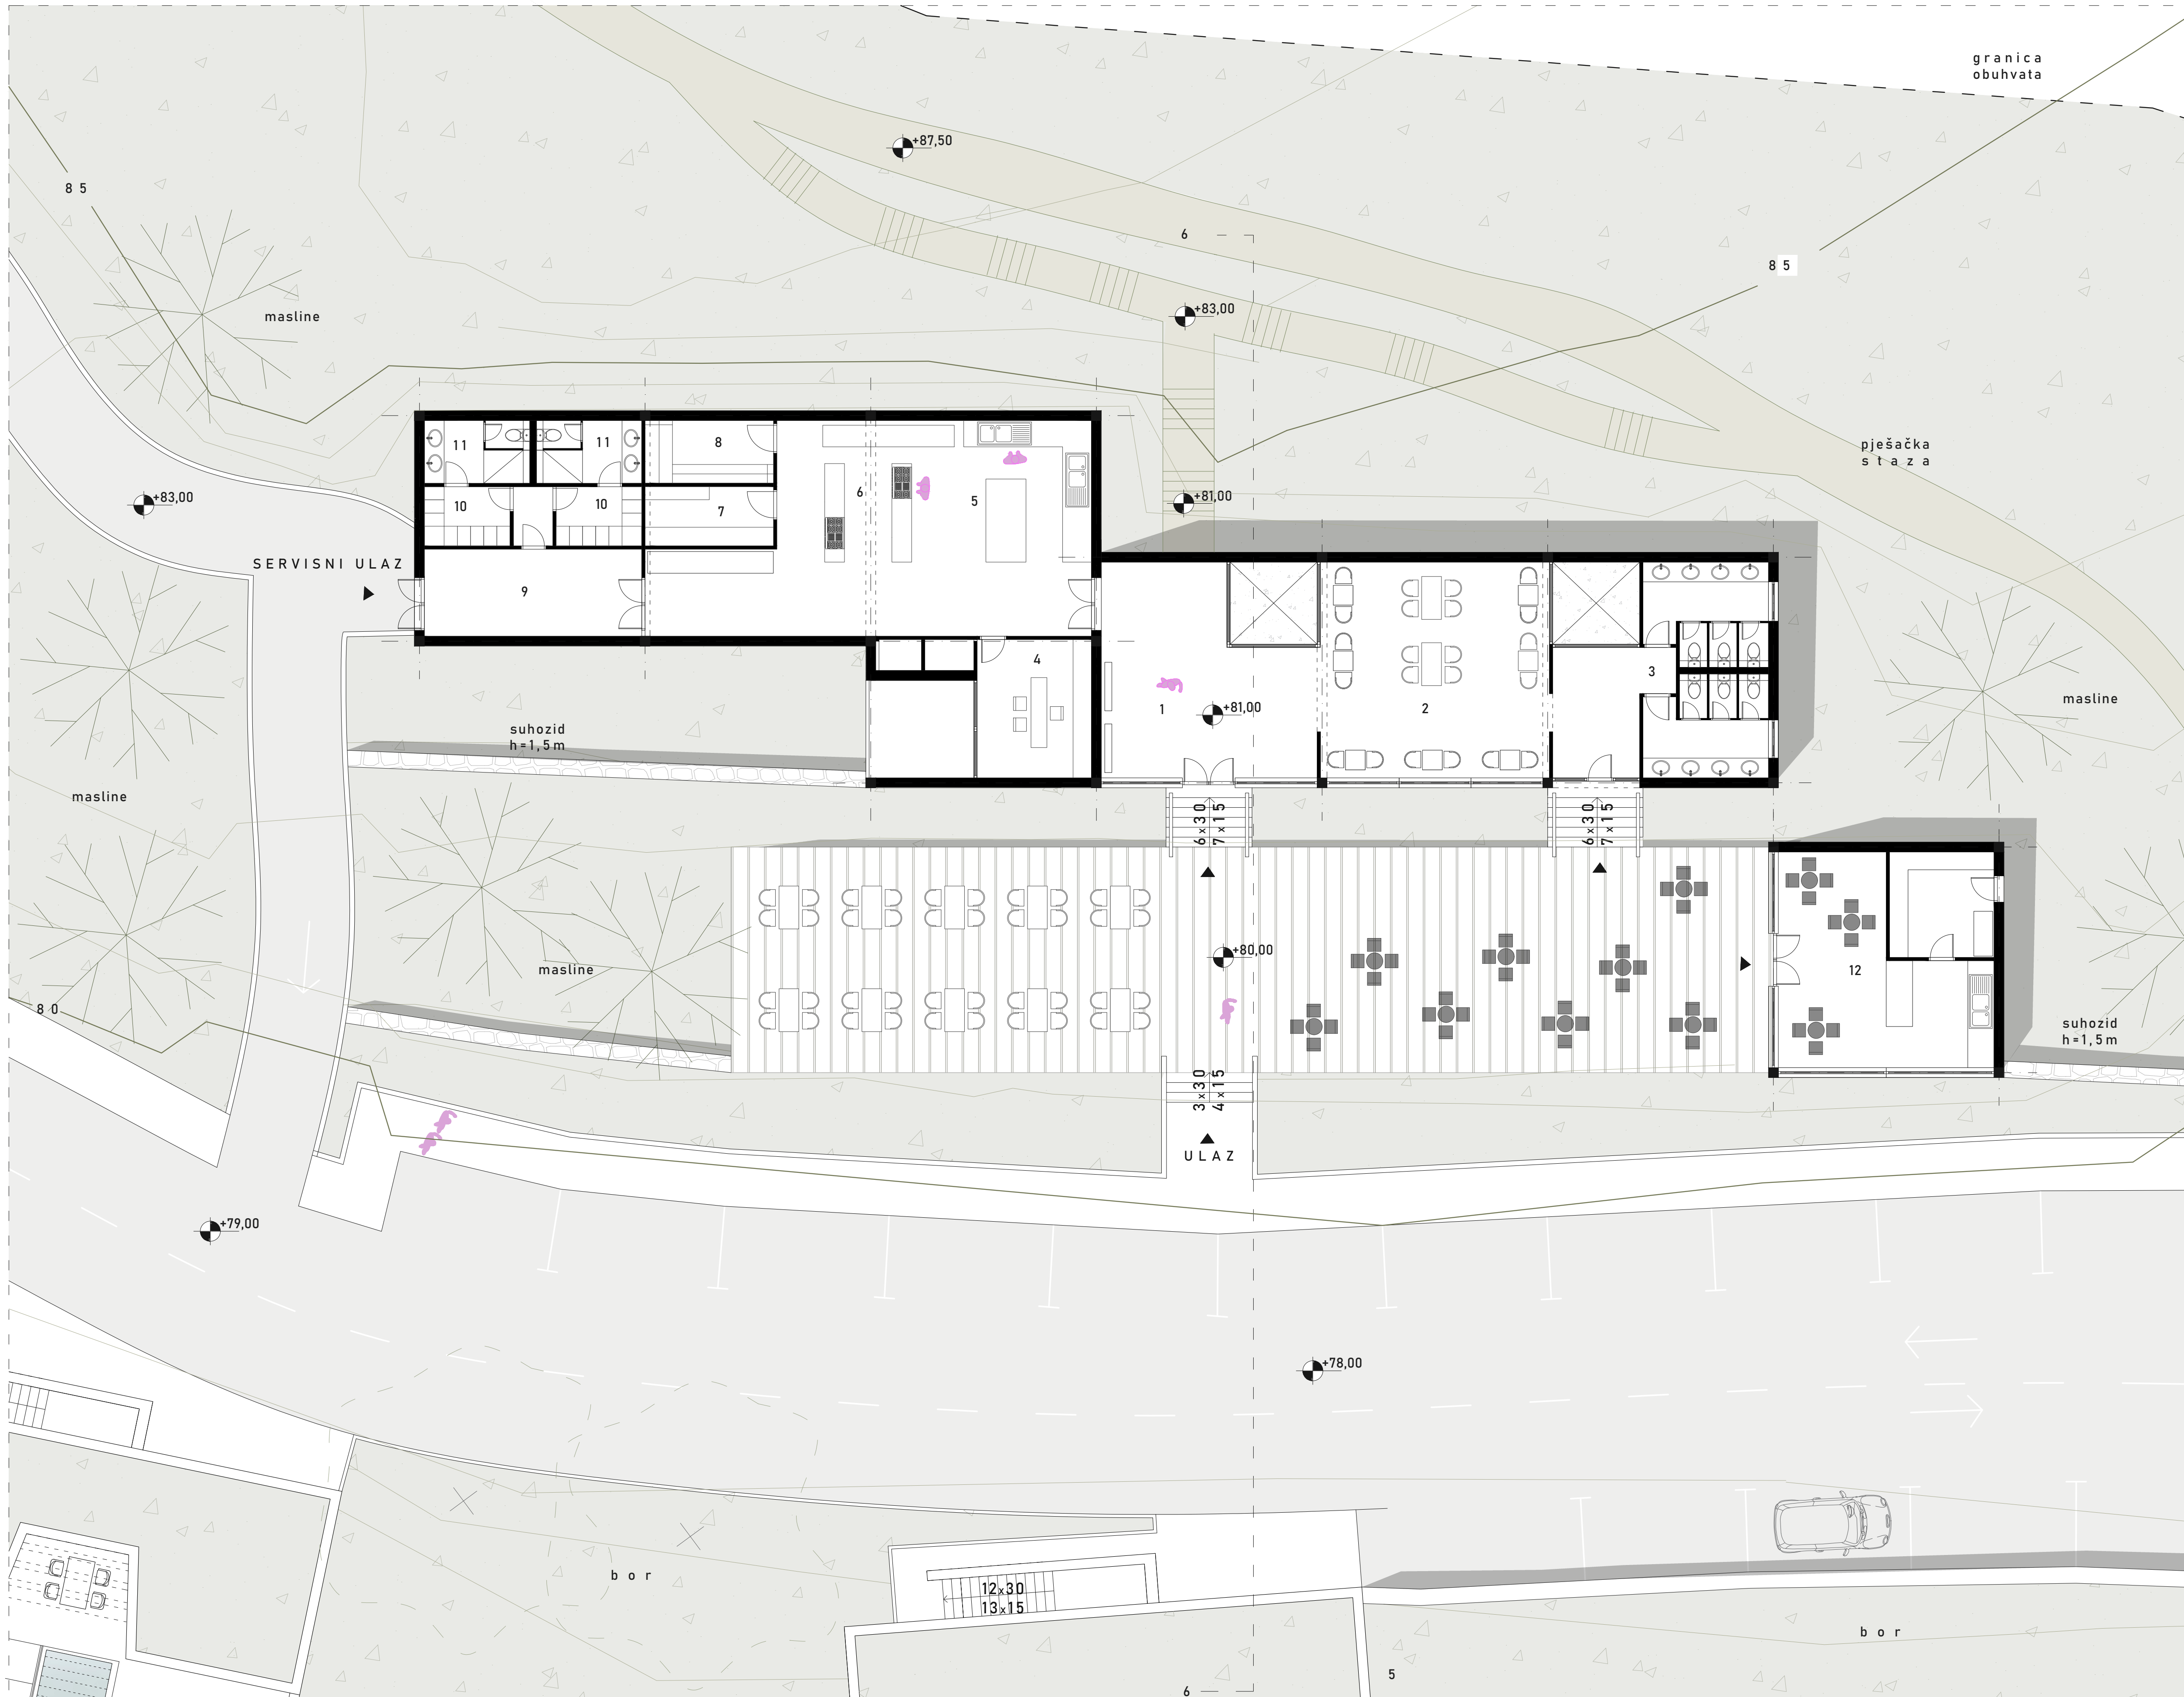 granica
obuhvata
+87,50
85
6
85
+83,00
masline
pješačka
staza
11
11
8
6
5
+83,00
+81,00
10
10
7
SERVISNI ULAZ
9
4
3
1
+81,00
2
masline
suhozid
h=1,5m
masline
6x30
7x15
6x30
7x15
masline
+80,00
12
80
suhozid
h=1,5m
3x30
4x15
ULAZ
+79,00
+78,00
bor
12x30
13x15
bor
5
6